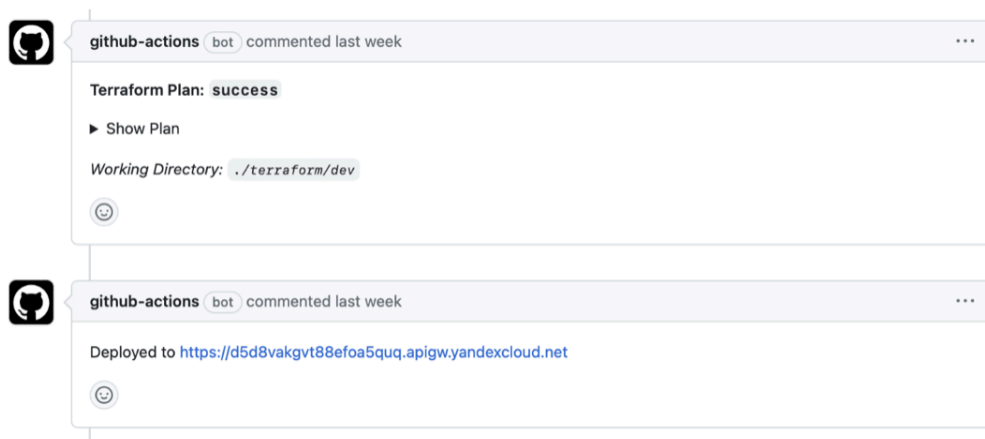 github-actions bot commented last week
Terraform Plan: success
Show Plan
Working Directory: ./terraform/dev
github-actions bot commented last week
Deployed to https://d5d8vakgvt88efoa5quq.apigw.yandexcloud.net